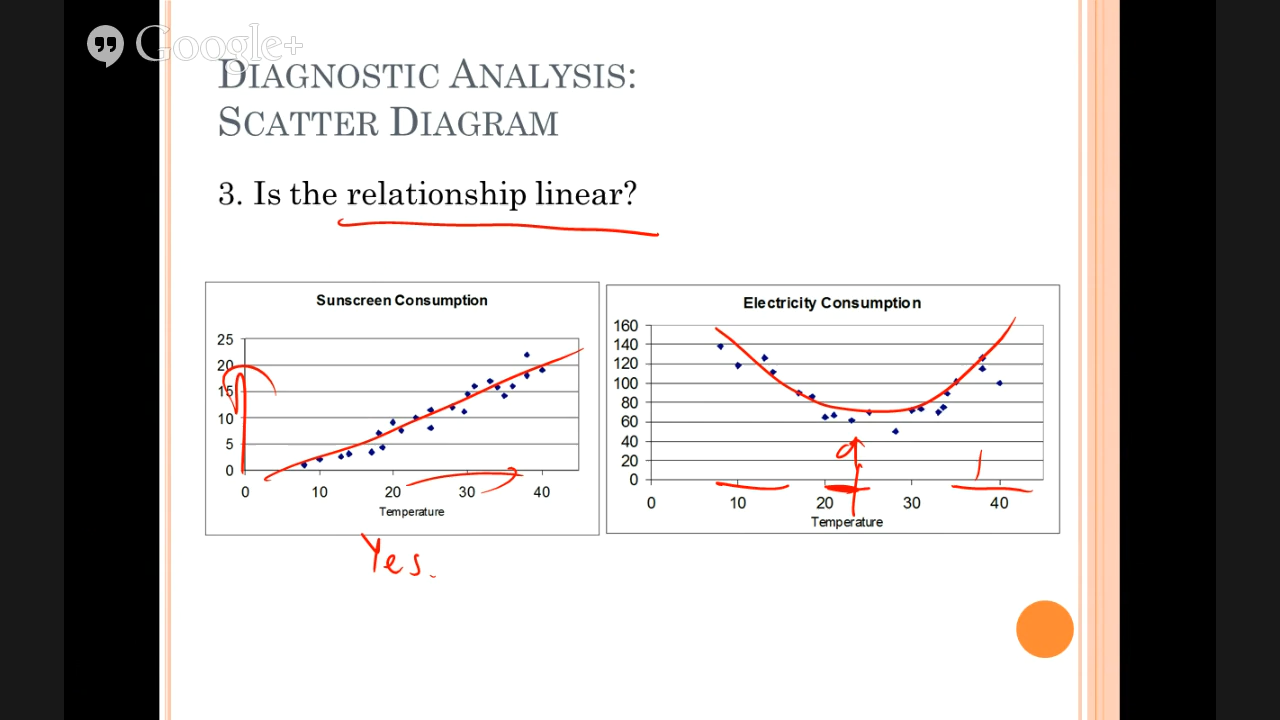 Google+
DIAGNOSTIC ANALYSIS:
SCATTER DIAGRAM
3. Is the relationship linear?
Sunscreen Consumption
25
20
15
10
5
0
0 10 20 30 40
Temperature
Yes.
Electricity Consumption
160
140
120
100
80
60
40
20
0
0 10 20 30 40
Temperature